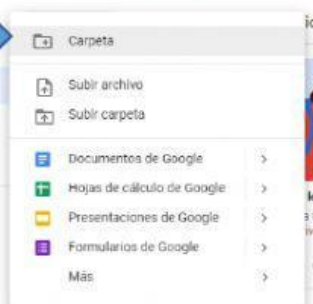 Carpeta
Subir archivo
Subir carpeta
Documentos de Google
Hojas de cálculo de Google
Presentaciones de Google
Formularios de Google
Más